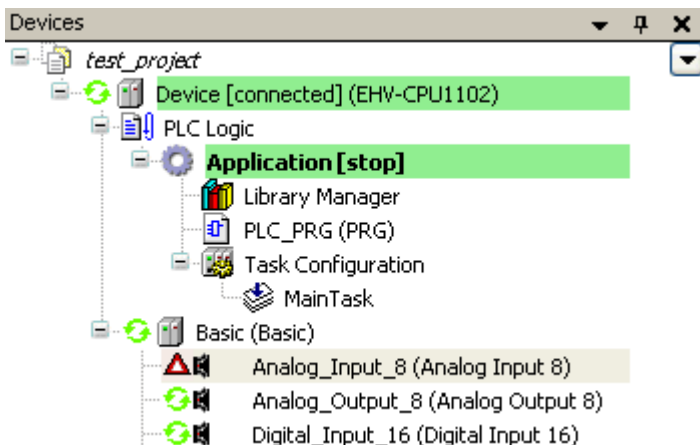 Devices
test_project
Device [connected] (EHV-CPU1102)
PLC Logic
Application [stop]
Library Manager
PLC_PRG (PRG)
Task Configuration
MainTask
Basic (Basic)
Analog_Input_8 (Analog Input 8)
Analog_Output_8 (Analog Output 8)
Digital_Input_16 (Digital Input 16)